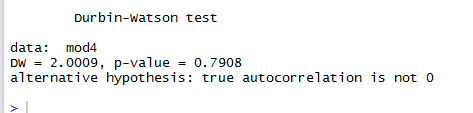 Durbin-Watson test
data: mod4
DW = 2.0009, p-value = 0.7908
alternative hypothesis: true autocorrelation is not 0
>